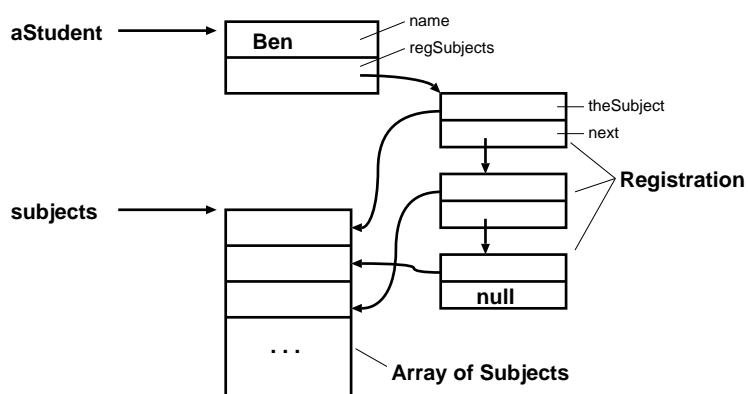 aStudent
Ben
name
regSubjects
theSubject
next
Registration
subjects
null
. . .
Array of Subjects